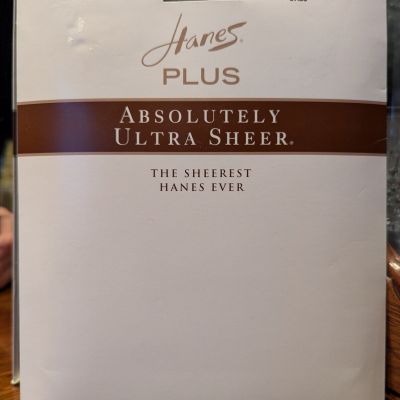 Hanes®
PLUS
ABSOLUTELY
ULTRA SHEER®
THE SHEEREST
HANES EVER